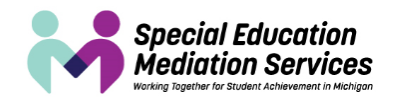 Special Education
Mediation Services
Working Together for Student Achievement in Michigan